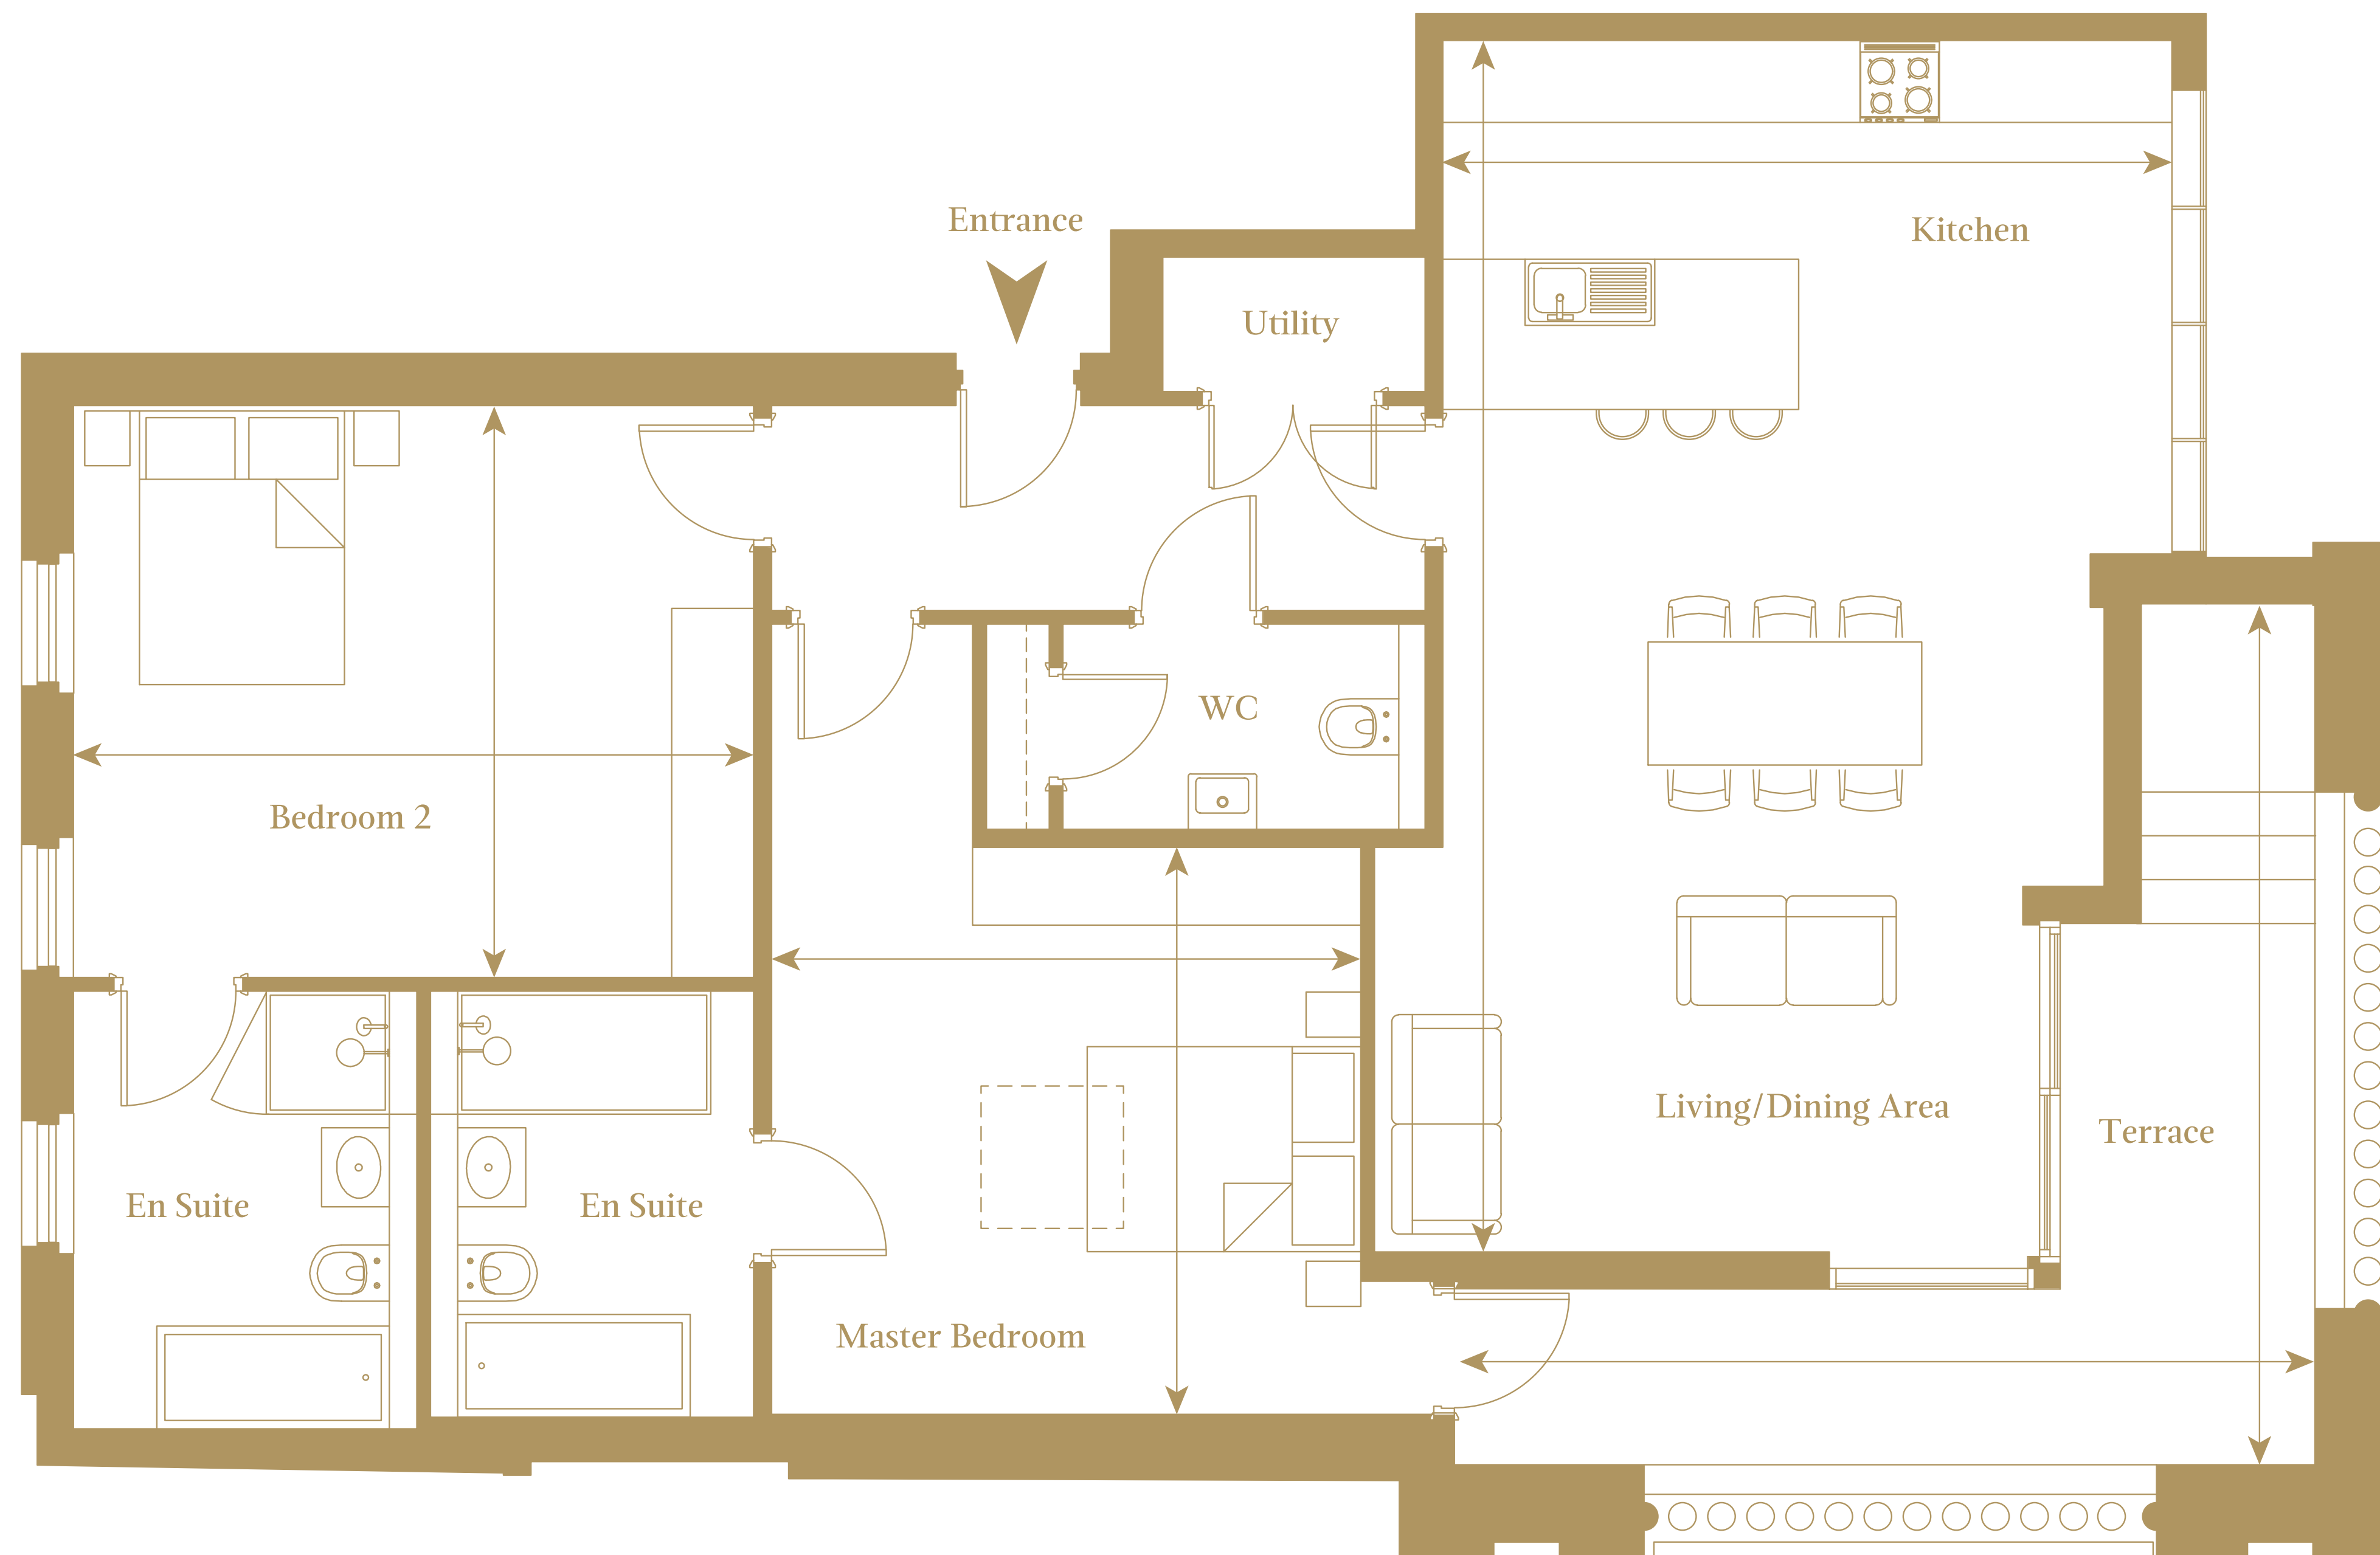 Entrance
Kitchen
Utility
WC
Bedroom 2
Living/Dining Area
Terrace
En Suite
En Suite
Master Bedroom